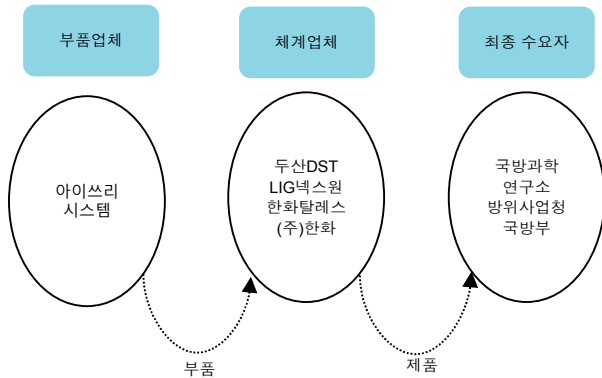 부품업체
체계업체
최종 수요자
아이쓰리
시스템
두산DST
LIG넥스원
한화탈레스
(주)한화
국방과학
연구소
방위사업청
국방부
부품
제품